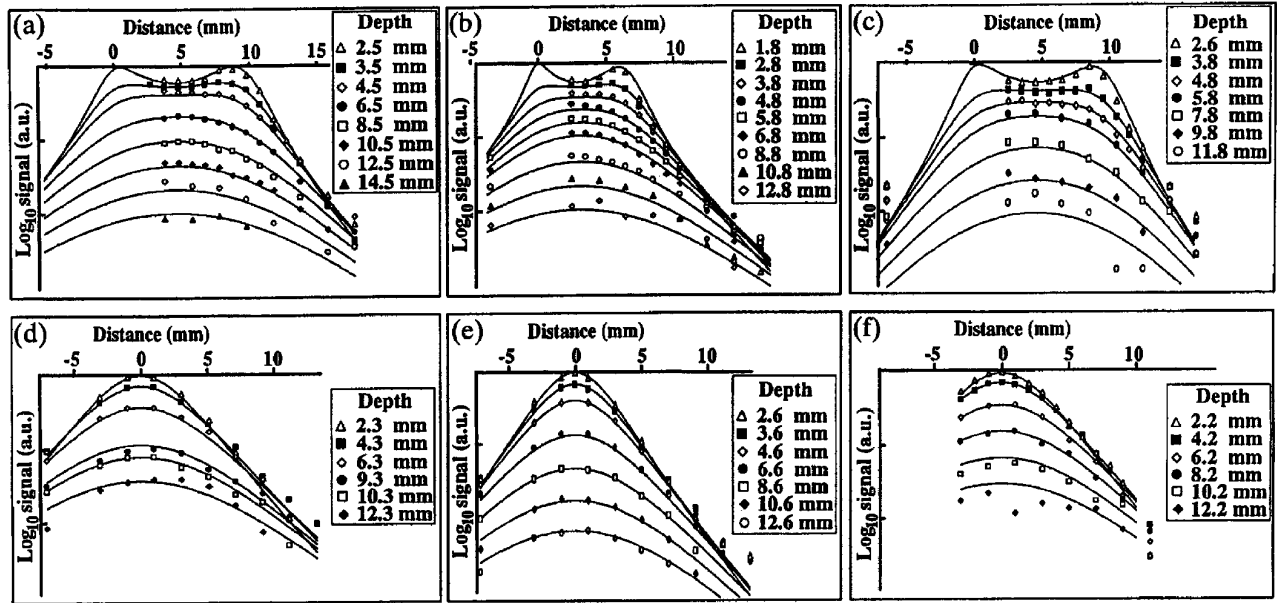 (a)
Distance (mm)
-5 0 5 10 15
Log10 signal (a.u.)
Depth
2.5 mm
3.5 mm
4.5 mm
6.5 mm
8.5 mm
10.5 mm
12.5 mm
14.5 mm
(b)
Distance (mm)
0 5 10
Log10 signal (a.u.)
Depth
1.8 mm
2.8 mm
3.8 mm
4.8 mm
5.8 mm
6.8 mm
8.8 mm
10.8 mm
12.8 mm
(c)
Distance (mm)
-5 0 5 10
Log10 signal (a.u.)
Depth
2.6 mm
3.8 mm
4.8 mm
5.8 mm
7.8 mm
9.8 mm
11.8 mm
(d)
Distance (mm)
-5 0 5 10
Log10 signal (a.u.)
Depth
2.3 mm
4.3 mm
6.3 mm
9.3 mm
10.3 mm
12.3 mm
(e)
Distance (mm)
-5 0 5 10
Log10 signal (a.u.)
Depth
2.6 mm
3.6 mm
4.6 mm
6.6 mm
8.6 mm
10.6 mm
12.6 mm
(f)
Distance (mm)
-5 0 5 10
Log10 signal (a.u.)
Depth
2.2 mm
4.2 mm
6.2 mm
8.2 mm
10.2 mm
12.2 mm